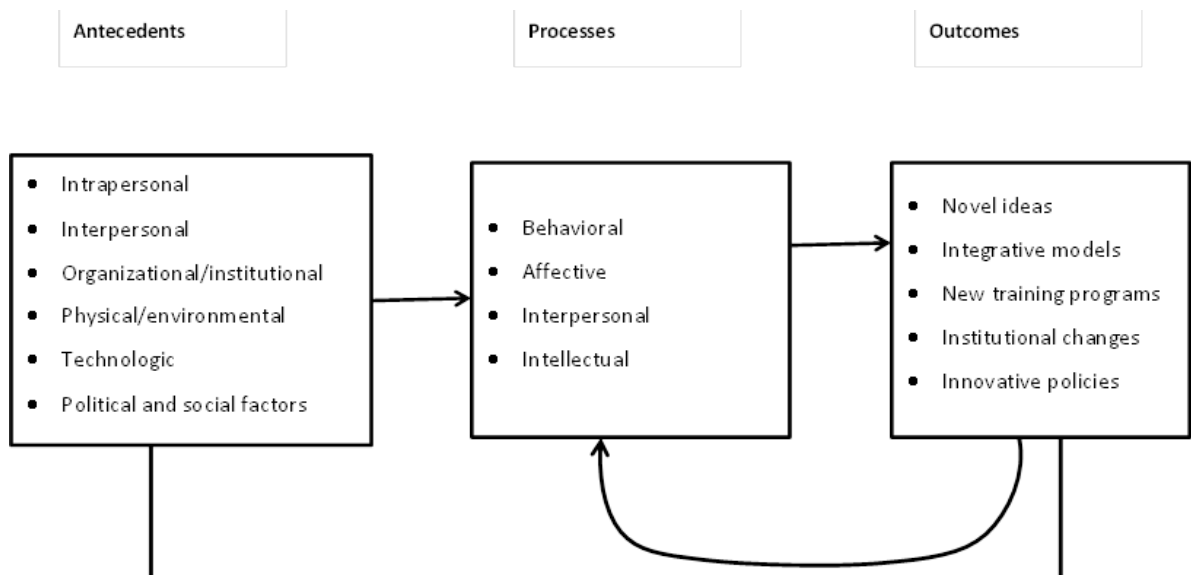 Antecedents
Processes
Outcomes
• Intrapersonal
• Interpersonal
• Organizational/institutional
• Physical/environmental
• Technologic
• Political and social factors
• Behavioral
• Affective
• Interpersonal
• Intellectual
• Novel ideas
• Integrative models
• New training programs
• Institutional changes
• Innovative policies